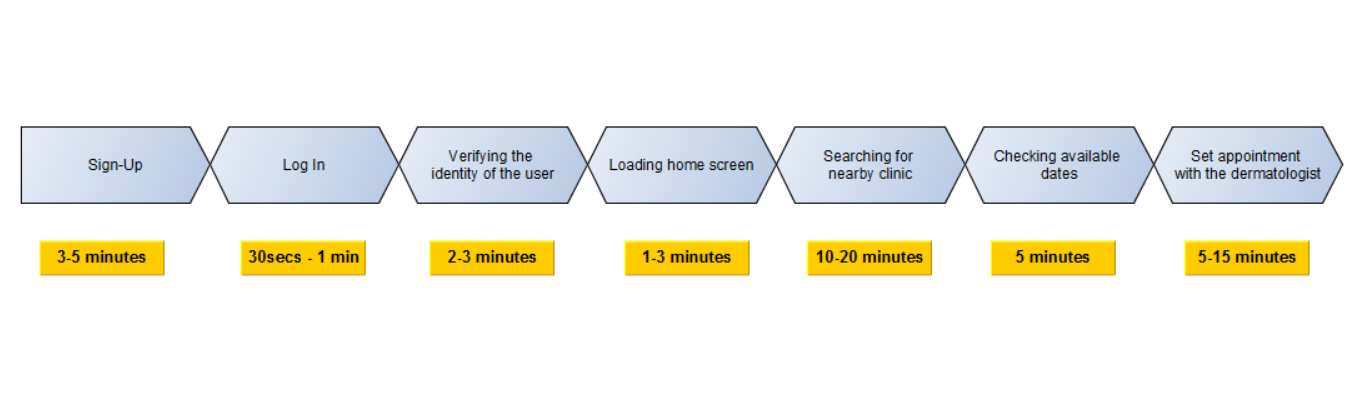 Sign-Up
Log In
Verifying the
identity of the user
Loading home screen
Searching for
nearby clinic
Checking available
dates
Set appointment
with the dermatologist
3-5 minutes
30secs - 1 min
2-3 minutes
1-3 minutes
10-20 minutes
5 minutes
5-15 minutes